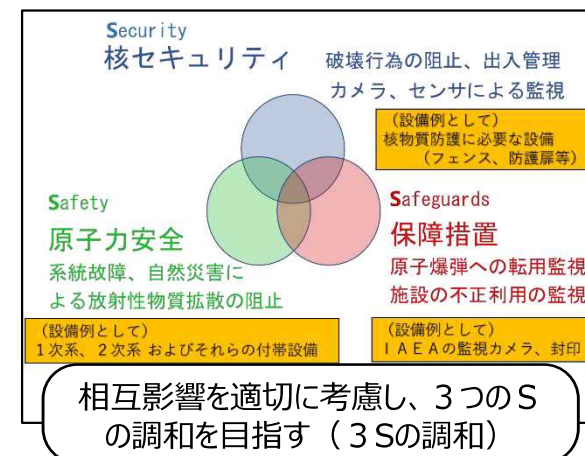 Security
核セキュリティ
破壊行為の阻止、出入管理
カメラ、センサによる監視
（設備例として）
核物質防護に必要な設備
（フェンス、防護扉等）
Safety
原子力安全
系統故障、自然災害に
よる放射性物質拡散の阻止
（設備例として）
１次系、２次系 およびそれらの付帯設備
Safeguards
保障措置
原子爆弾への転用監視
施設の不正利用の監視
（設備例として）
ＩＡＥＡの監視カメラ、封印
相互影響を適切に考慮し、３つのＳ
の調和を目指す（３Sの調和）